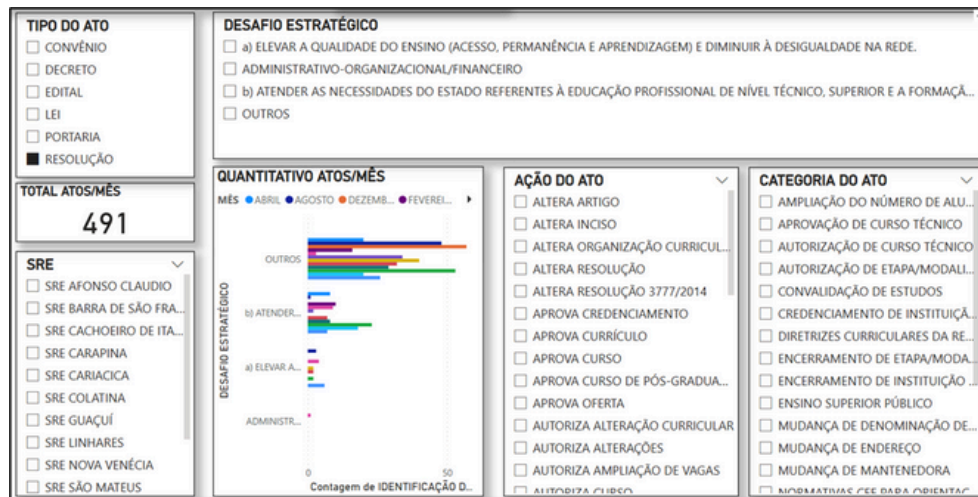 TIPO DO ATO
CONVÊNIO
DECRETO
EDITAL
LEI
PORTARIA
RESOLUÇÃO
DESAFIO ESTRATÉGICO
a) ELEVAR A QUALIDADE DO ENSINO (ACESSO, PERMANÊNCIA E APRENDIZAGEM) E DIMINUIR À DESIGUALDADE NA REDE.
ADMINISTRATIVO-ORGANIZACIONAL/FINANCEIRO
b) ATENDER AS NECESSIDADES DO ESTADO REFERENTES À EDUCAÇÃO PROFISSIONAL DE NÍVEL TÉCNICO, SUPERIOR E A FORMAÇÃ...
OUTROS
TOTAL ATOS/MÊS
491
SRE
SRE AFONSO CLAUDIO
SRE BARRA DE SÃO FRA...
SRE CACHOEIRO DE ITA...
SRE CARAPINA
SRE CARIACICA
SRE COLATINA
SRE GUAÇUÍ
SRE LINHARES
SRE NOVA VENÉCIA
SRE SÃO MATEUS
QUANTITATIVO ATOS/MÊS
MÊS ABRIL AGOSTO DEZEMB... FEVEREI...
DESAFIO ESTRATÉGICO
OUTROS
b) ATENDER...
a) ELEVAR A...
ADMINISTR...
0 50
Contagem de IDENTIFICAÇÃO D...
AÇÃO DO ATO
ALTERA ARTIGO
ALTERA INCISO
ALTERA ORGANIZAÇÃO CURRICUL...
ALTERA RESOLUÇÃO
ALTERA RESOLUÇÃO 3777/2014
APROVA CREDENCIAMENTO
APROVA CURRÍCULO
APROVA CURSO
APROVA CURSO DE PÓS-GRADUA...
APROVA OFERTA
AUTORIZA ALTERAÇÃO CURRICULAR
AUTORIZA ALTERAÇÕES
AUTORIZA AMPLIAÇÃO DE VAGAS
AUTORIZA CURSO
CATEGORIA DO ATO
AMPLIAÇÃO DO NÚMERO DE ALU...
APROVAÇÃO DE CURSO TÉCNICO
AUTORIZAÇÃO DE CURSO TÉCNICO
AUTORIZAÇÃO DE ETAPA/MODALI...
CONVALIDAÇÃO DE ESTUDOS
CREDENCIAMENTO DE INSTITUIÇÃ...
DIRETRIZES CURRICULARES DA RE...
ENCERRAMENTO DE ETAPA/MODA...
ENCERRAMENTO DE INSTITUIÇÃO ...
ENSINO SUPERIOR PÚBLICO
MUDANÇA DE DENOMINAÇÃO DE...
MUDANÇA DE ENDEREÇO
MUDANÇA DE MANTENEDORA
NORMATIVAS CEE PARA ORIENTAÇ...